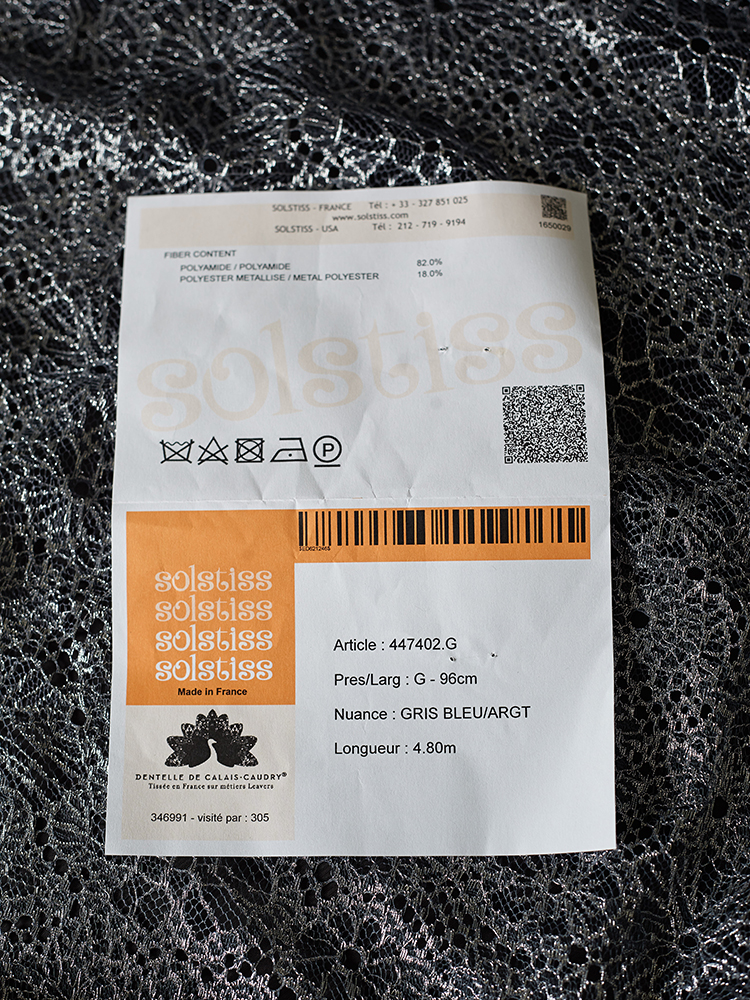 SOLSTISS - FRANCE Tél : + 33 - 327 851 025
www.solstiss.com
SOLSTISS - USA Tél : 212 - 719 - 9194
1650029
FIBER CONTENT
POLYAMIDE / POLYAMIDE 82.0%
POLYESTER METALLISE / METAL POLYESTER 18.0%
solstiss
P
solstiss
solstiss
solstiss
solstiss
Made in France
Article : 447402.G
Pres/Larg : G - 96cm
Nuance : GRIS BLEU/ARGT
Longueur : 4.80m
DENTELLE DE CALAIS-CAUDRY®
Tissée en France sur métiers Leavers
346991 - visité par : 305